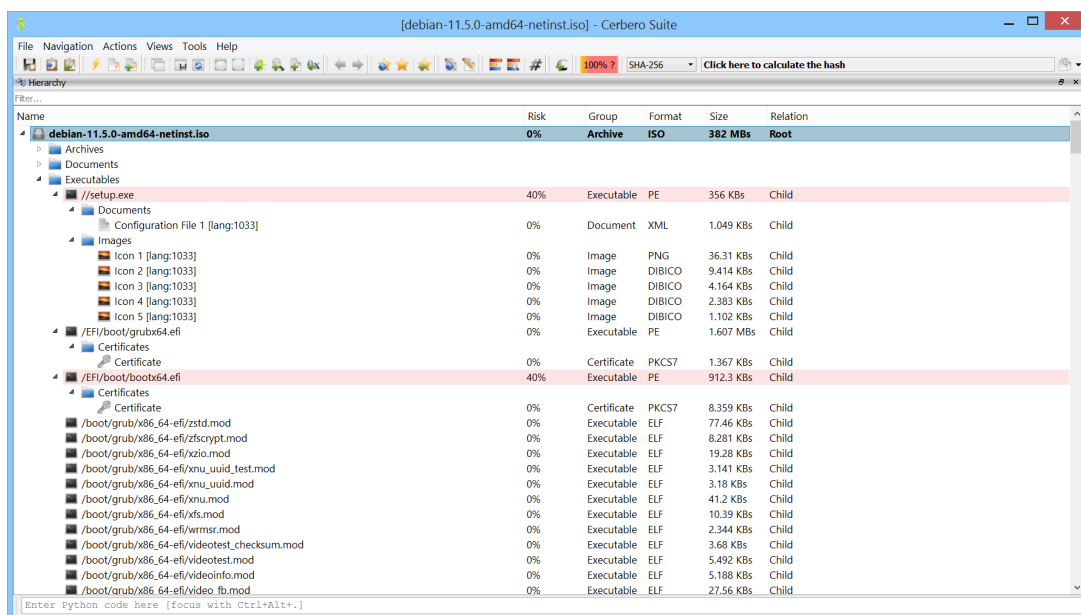 [debian-11.5.0-amd64-netinst.iso] - Cerbero Suite
File Navigation Actions Views Tools Help
100% ? SHA-256 Click here to calculate the hash
Hierarchy
Filter...
Name Risk Group Format Size Relation
debian-11.5.0-amd64-netinst.iso 0% Archive ISO 382 MBs Root
Archives
Documents
Executables
//setup.exe 40% Executable PE 356 KBs Child
Documents
Configuration File 1 [lang:1033] 0% Document XML 1.049 KBs Child
Images
Icon 1 [lang:1033] 0% Image PNG 36.31 KBs Child
Icon 2 [lang:1033] 0% Image DIBICO 9.414 KBs Child
Icon 3 [lang:1033] 0% Image DIBICO 4.164 KBs Child
Icon 4 [lang:1033] 0% Image DIBICO 2.383 KBs Child
Icon 5 [lang:1033] 0% Image DIBICO 1.102 KBs Child
/EFI/boot/grubx64.efi 0% Executable PE 1.607 MBs Child
Certificates
Certificate 0% Certificate PKCS7 1.367 KBs Child
/EFI/boot/bootx64.efi 40% Executable PE 912.3 KBs Child
Certificates
Certificate 0% Certificate PKCS7 8.359 KBs Child
/boot/grub/x86_64-efi/zstd.mod 0% Executable ELF 77.46 KBs Child
/boot/grub/x86_64-efi/zfscrypt.mod 0% Executable ELF 8.281 KBs Child
/boot/grub/x86_64-efi/xzio.mod 0% Executable ELF 19.28 KBs Child
/boot/grub/x86_64-efi/xnu_uuid_test.mod 0% Executable ELF 3.141 KBs Child
/boot/grub/x86_64-efi/xnu_uuid.mod 0% Executable ELF 3.18 KBs Child
/boot/grub/x86_64-efi/xnu.mod 0% Executable ELF 41.2 KBs Child
/boot/grub/x86_64-efi/xfs.mod 0% Executable ELF 10.39 KBs Child
/boot/grub/x86_64-efi/wrmsr.mod 0% Executable ELF 2.344 KBs Child
/boot/grub/x86_64-efi/videotest_checksum.mod 0% Executable ELF 3.68 KBs Child
/boot/grub/x86_64-efi/videotest.mod 0% Executable ELF 5.492 KBs Child
/boot/grub/x86_64-efi/videoinfo.mod 0% Executable ELF 5.188 KBs Child
/boot/grub/x86_64-efi/video_fb.mod 0% Executable ELF 27.56 KBs Child
Enter Python code here [focus with Ctrl+Alt+.]